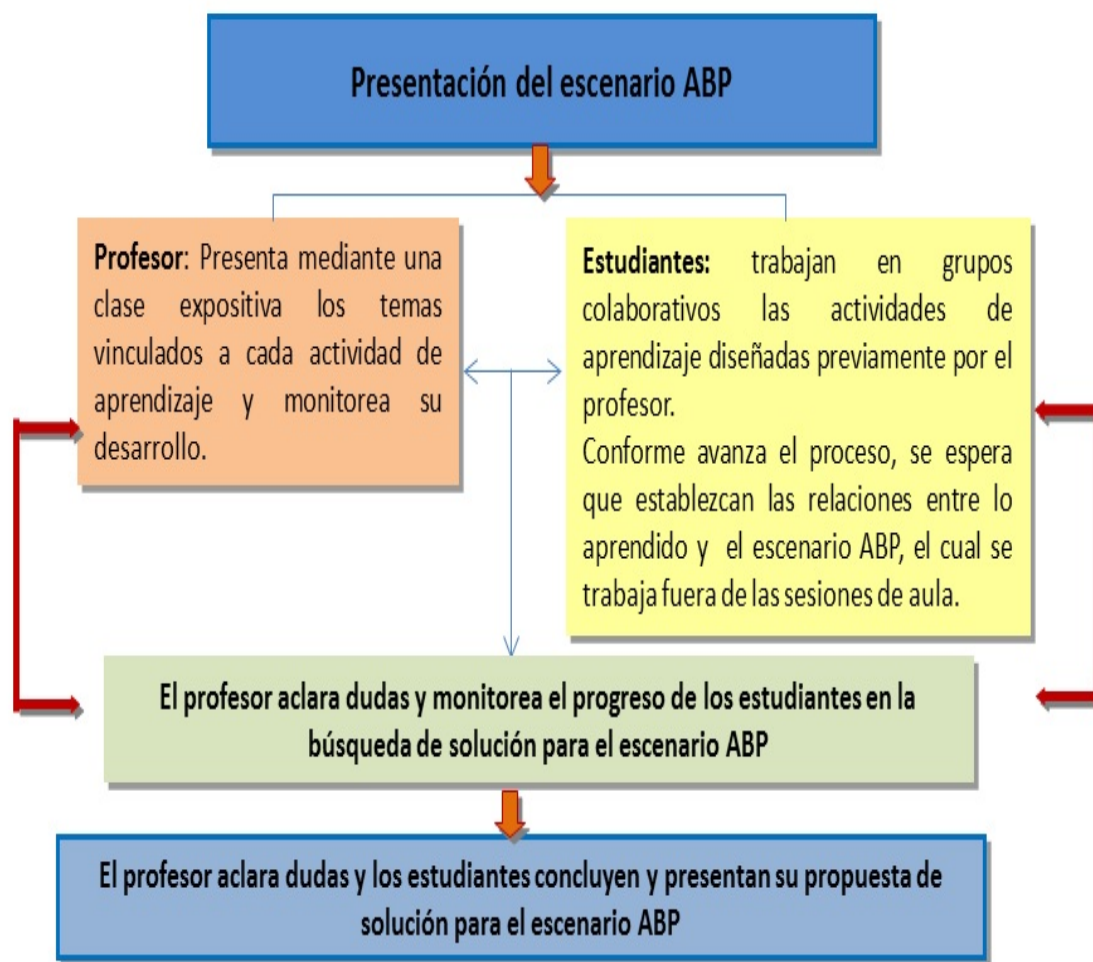 Presentación del escenario ABP
Profesor: Presenta mediante una
clase expositiva los temas
vinculados a cada actividad de
aprendizaje y monitorea su
desarrollo.
Estudiantes: trabajan en grupos
colaborativos las actividades de
aprendizaje diseñadas previamente por el
profesor.
Conforme avanza el proceso, se espera
que establezcan las relaciones entre lo
aprendido y el escenario ABP, el cual se
trabaja fuera de las sesiones de aula.
El profesor aclara dudas y monitorea el progreso de los estudiantes en la
búsqueda de solución para el escenario ABP
El profesor aclara dudas y los estudiantes concluyen y presentan su propuesta de
solución para el escenario ABP